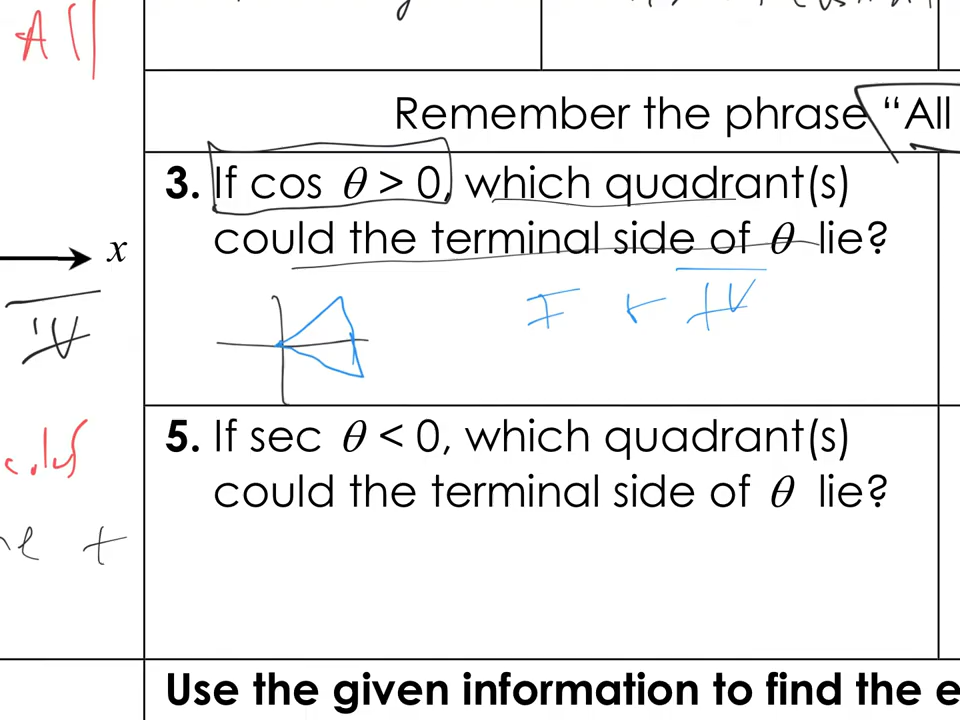 All
Remember the phrase “All
3. If cos θ > 0, which quadrant(s)
could the terminal side of θ lie?
x
IV
I + IV
5. If sec θ < 0, which quadrant(s)
could the terminal side of θ lie?
+
Use the given information to find the e